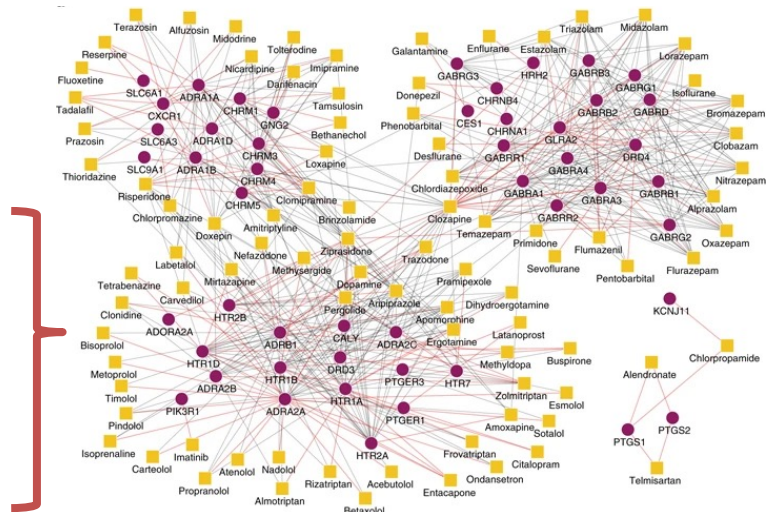 Terazosin
Alfuzosin
Midodrine
Reserpine
Tolterodine
Nicardipine
Imipramine
Fluoxetine
Darifenacin
SLC6A1
ADRA1A
Tadalafil
CXCR1
CHRM1
Tamsulosin
GNG2
Prazosin
SLC6A3
ADRA1D
Bethanechol
CHRM3
Loxapine
SLC9A1
ADRA1B
Thioridazine
CHRM4
Risperidone
CHRM5
Clomipramine
Chlorpromazine
Amitriptyline
Brinzolamide
Doxepin
Nefazodone
Ziprasidone
Labetalol
Methysergide
Mirtazapine
Dopamine
Trazodone
Tetrabenazine
Carvedilol
Pergolide
Aripiprazole
Pramipexole
Galantamine
Enflurane
Estazolam
Triazolam
Midazolam
Lorazepam
GABRG3
HRH2
GABRB3
GABRG1
Isoflurane
Donepezil
CHRNB4
GABRB2
GABRD
Bromazepam
Phenobarbital
CES1
CHRNA1
GLRA2
Clobazam
Desflurane
GABRR1
GABRA4
DRD4
Nitrazepam
Chlordiazepoxide
GABRA1
GABRA3
GABRB1
Alprazolam
Clozapine
GABRR2
GABRG2
Oxazepam
Temazepam
Primidone
Flumazenil
Sevoflurane
Pentobarbital
Flurazepam
Clonidine
HTR2B
Apomorphine
Dihydroergotamine
ADORA2A
ADRB1
CALY
ADRA2C
Ergotamine
Latanoprost
Bisoprolol
HTR1D
DRD3
Methyldopa
Buspirone
Metoprolol
ADRA2B
HTR1B
PTGER3
HTR7
Timolol
HTR1A
Zolmitriptan
Esmolol
Pindolol
PIK3R1
ADRA2A
PTGER1
Amoxapine
Sotalol
Isoprenaline
Imatinib
HTR2A
Frovatriptan
Citalopram
Carteolol
Atenolol
Nadolol
Rizatriptan
Acebutolol
Ondansetron
Propranolol
Almotriptan
Betaxolol
Entacapone
KCNJ11
Chlorpropamide
Alendronate
PTGS1
PTGS2
Telmisartan